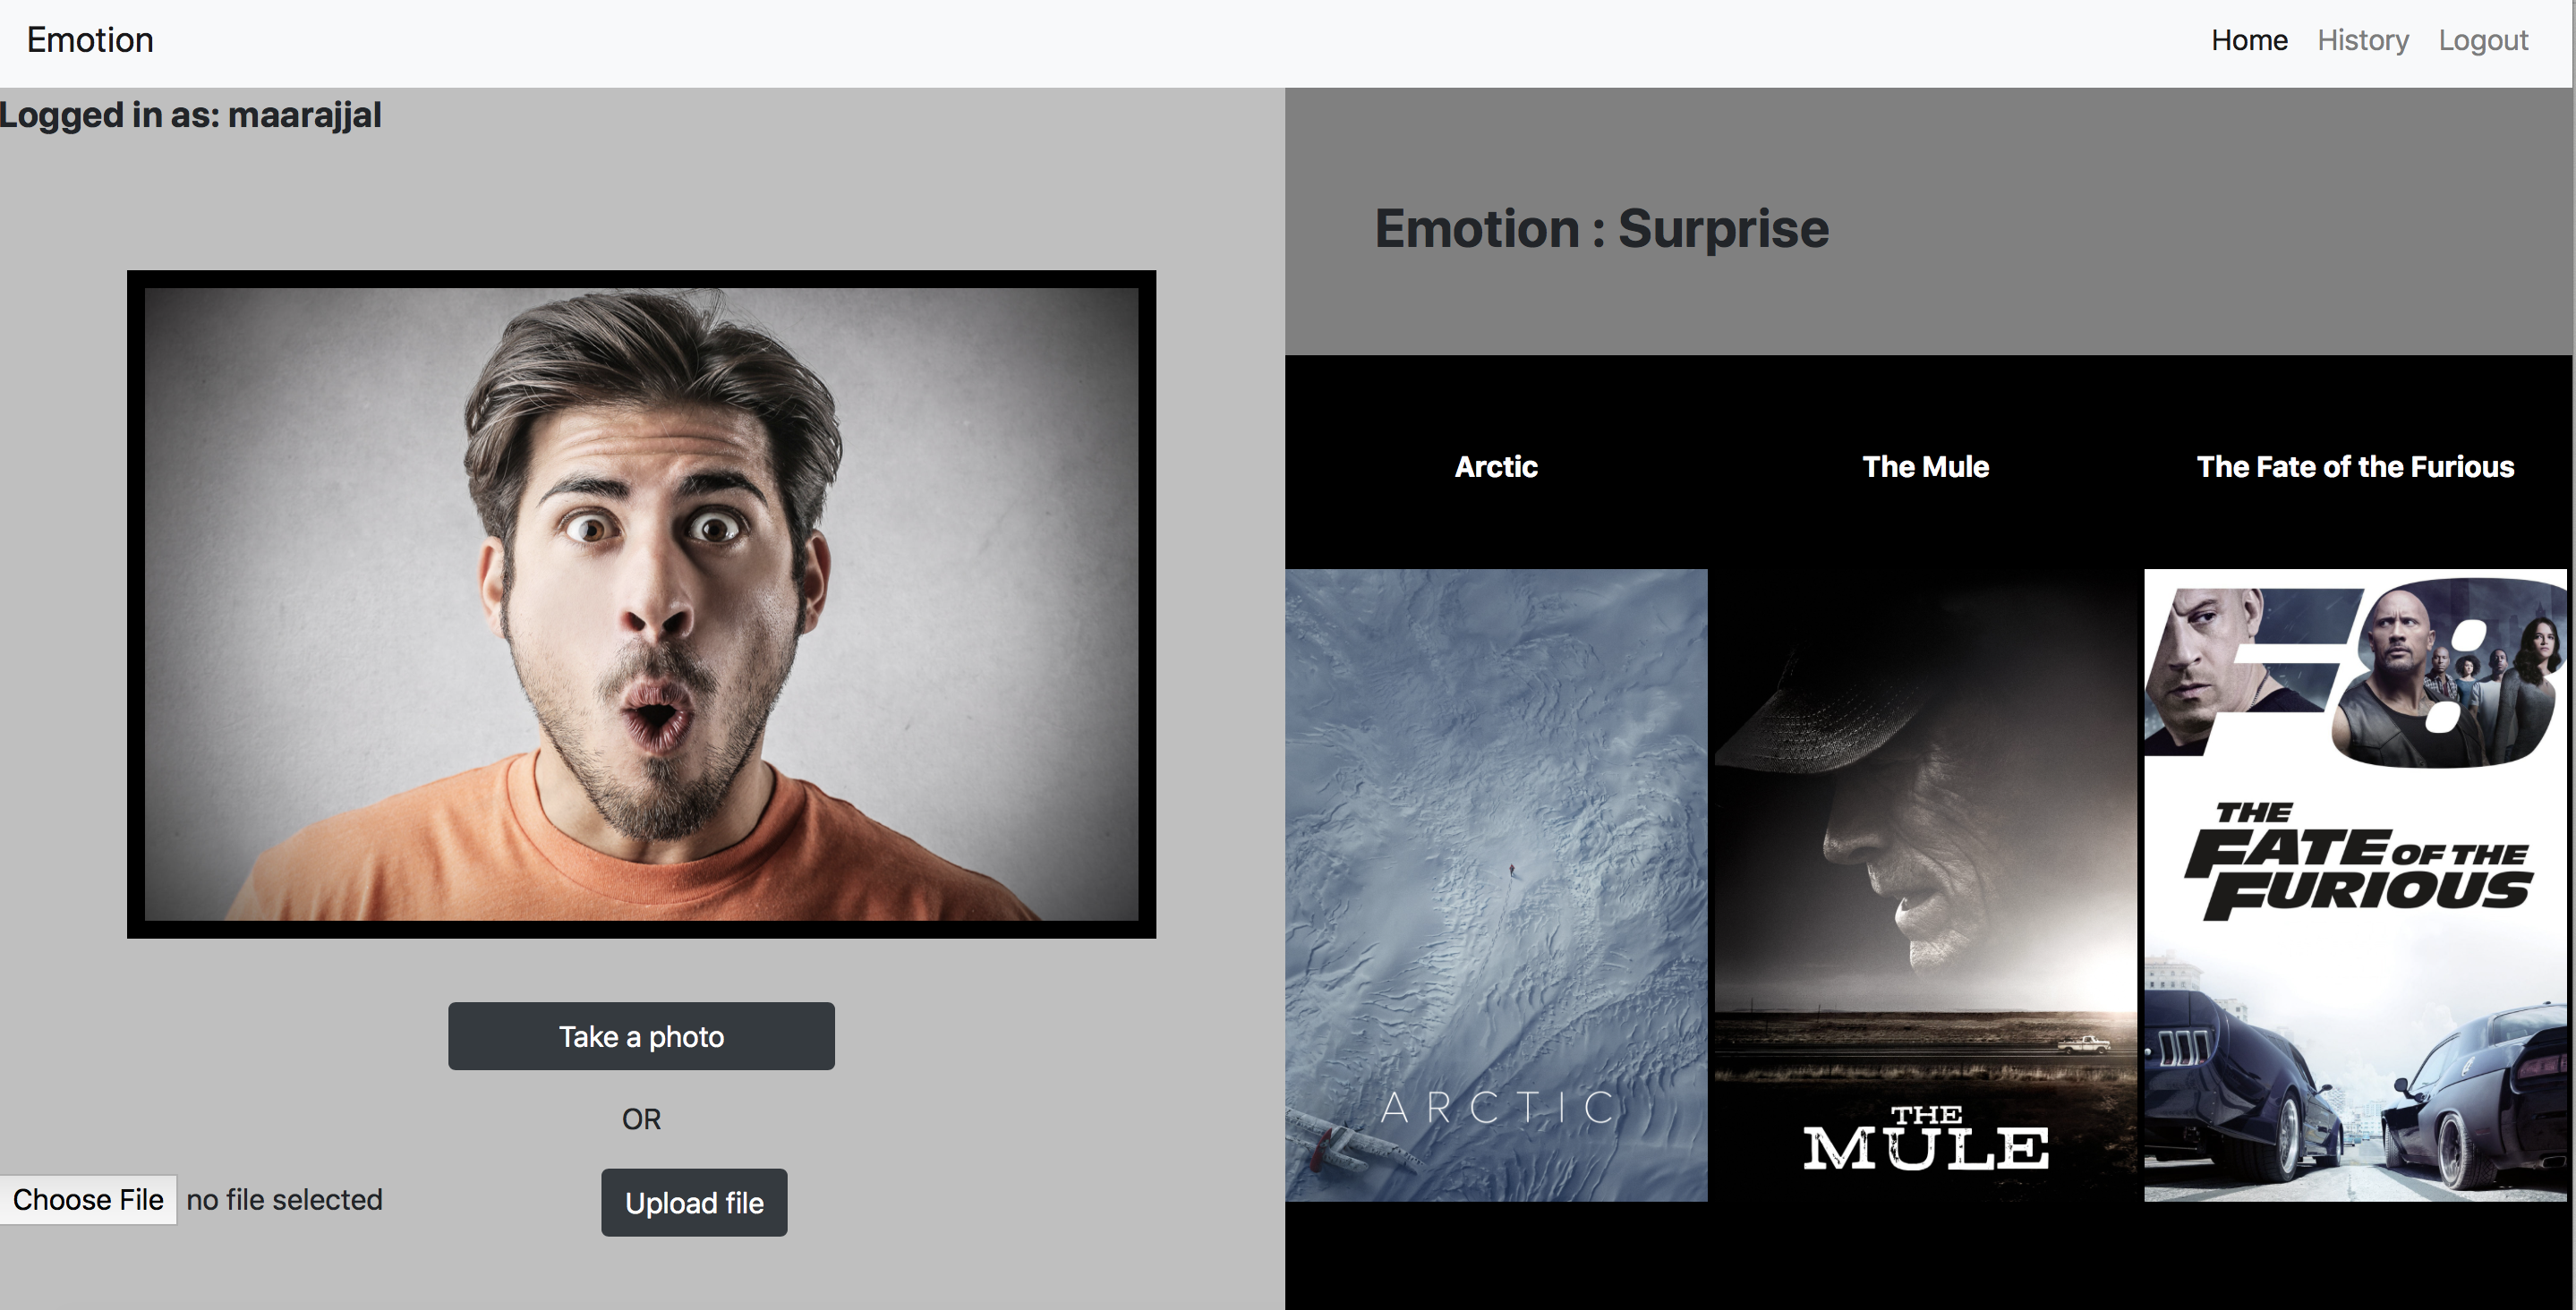 Emotion
Home History Logout
Logged in as: maarajjal
Take a photo
OR
Choose File no file selected
Upload file
Emotion : Surprise
Arctic
The Mule
The Fate of the Furious
ARCTIC
THE
MULE
F8
THE
FATE OF THE
FURIOUS